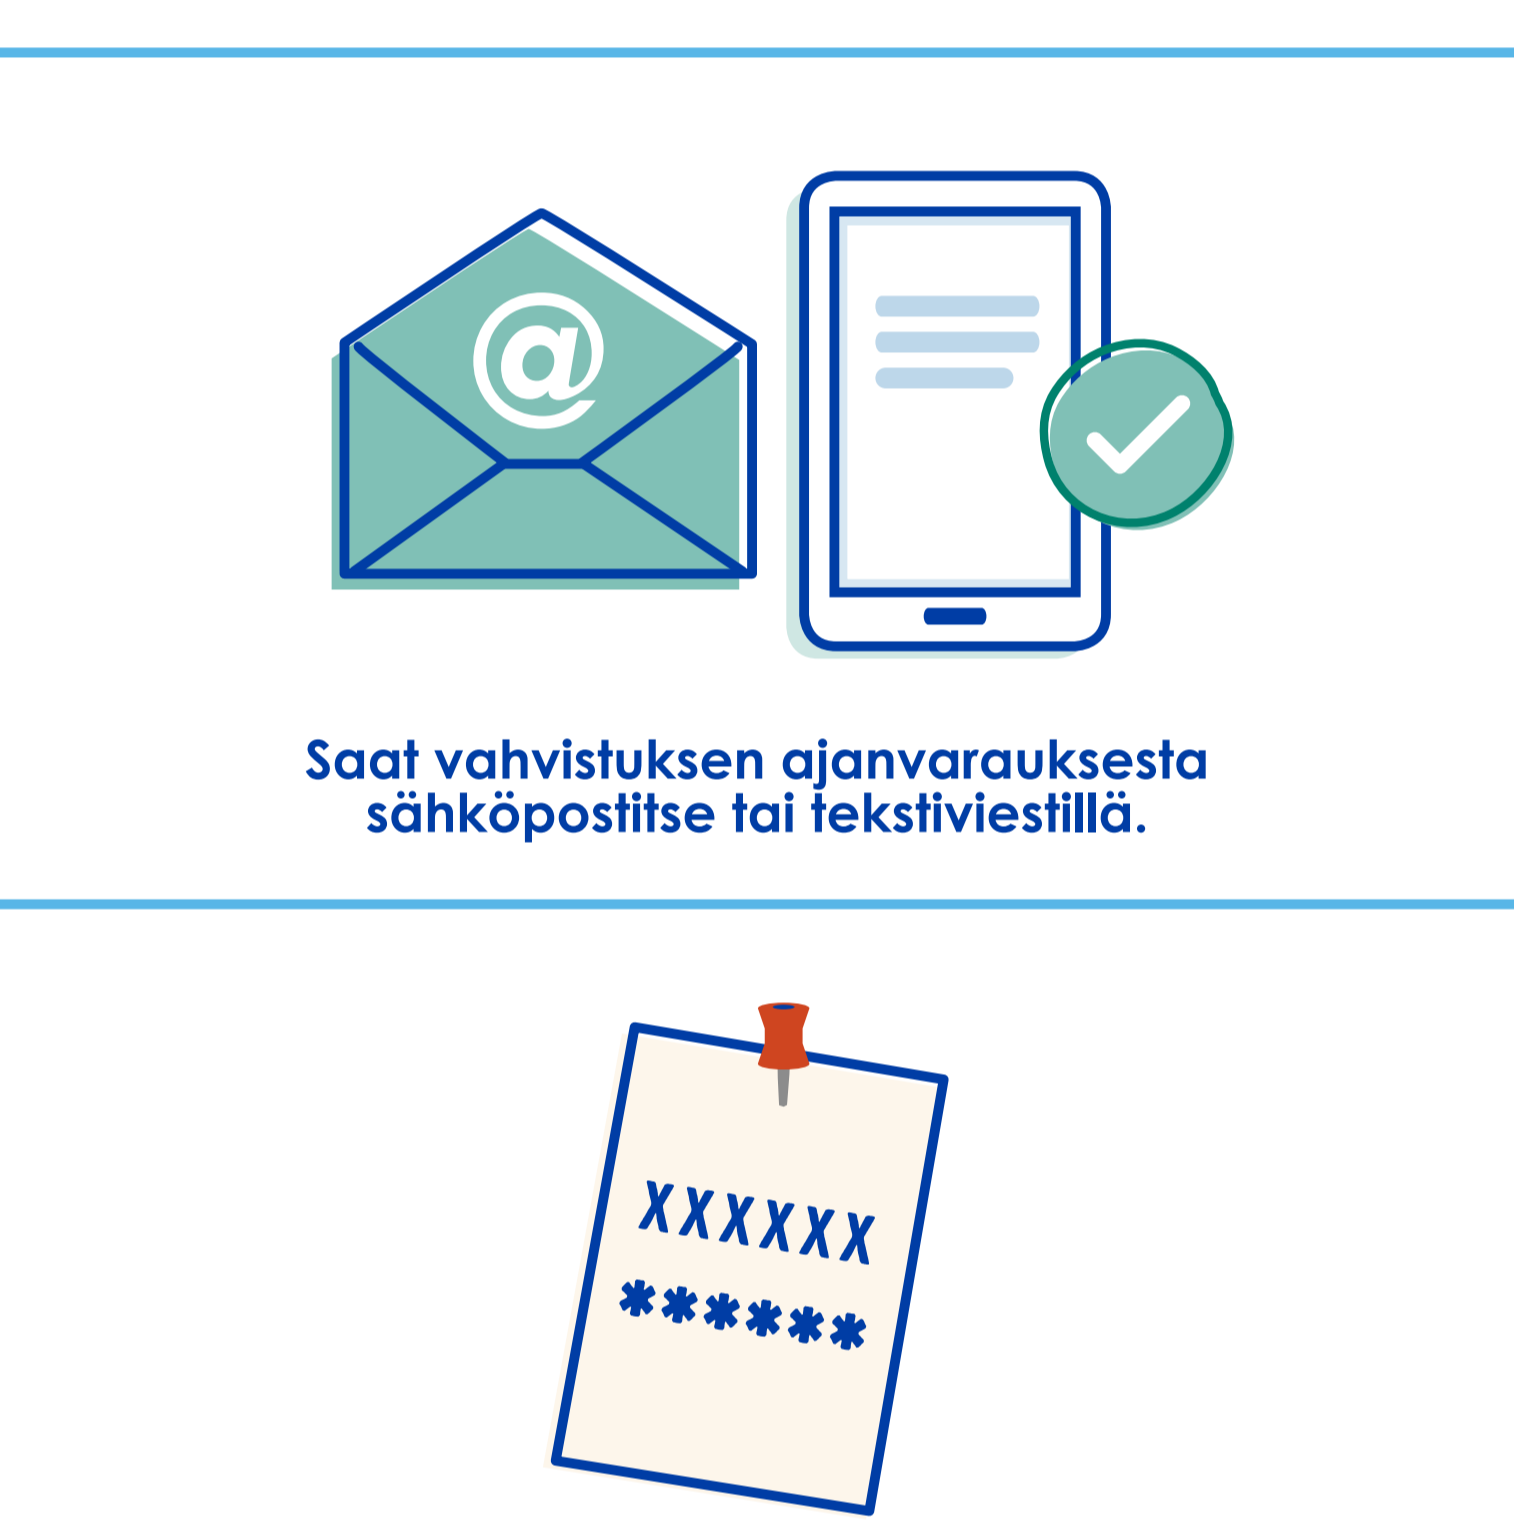 @
Saat vahvistuksen ajanvarauksesta
sähköpostitse tai tekstiviestillä.
XXXXXX
******